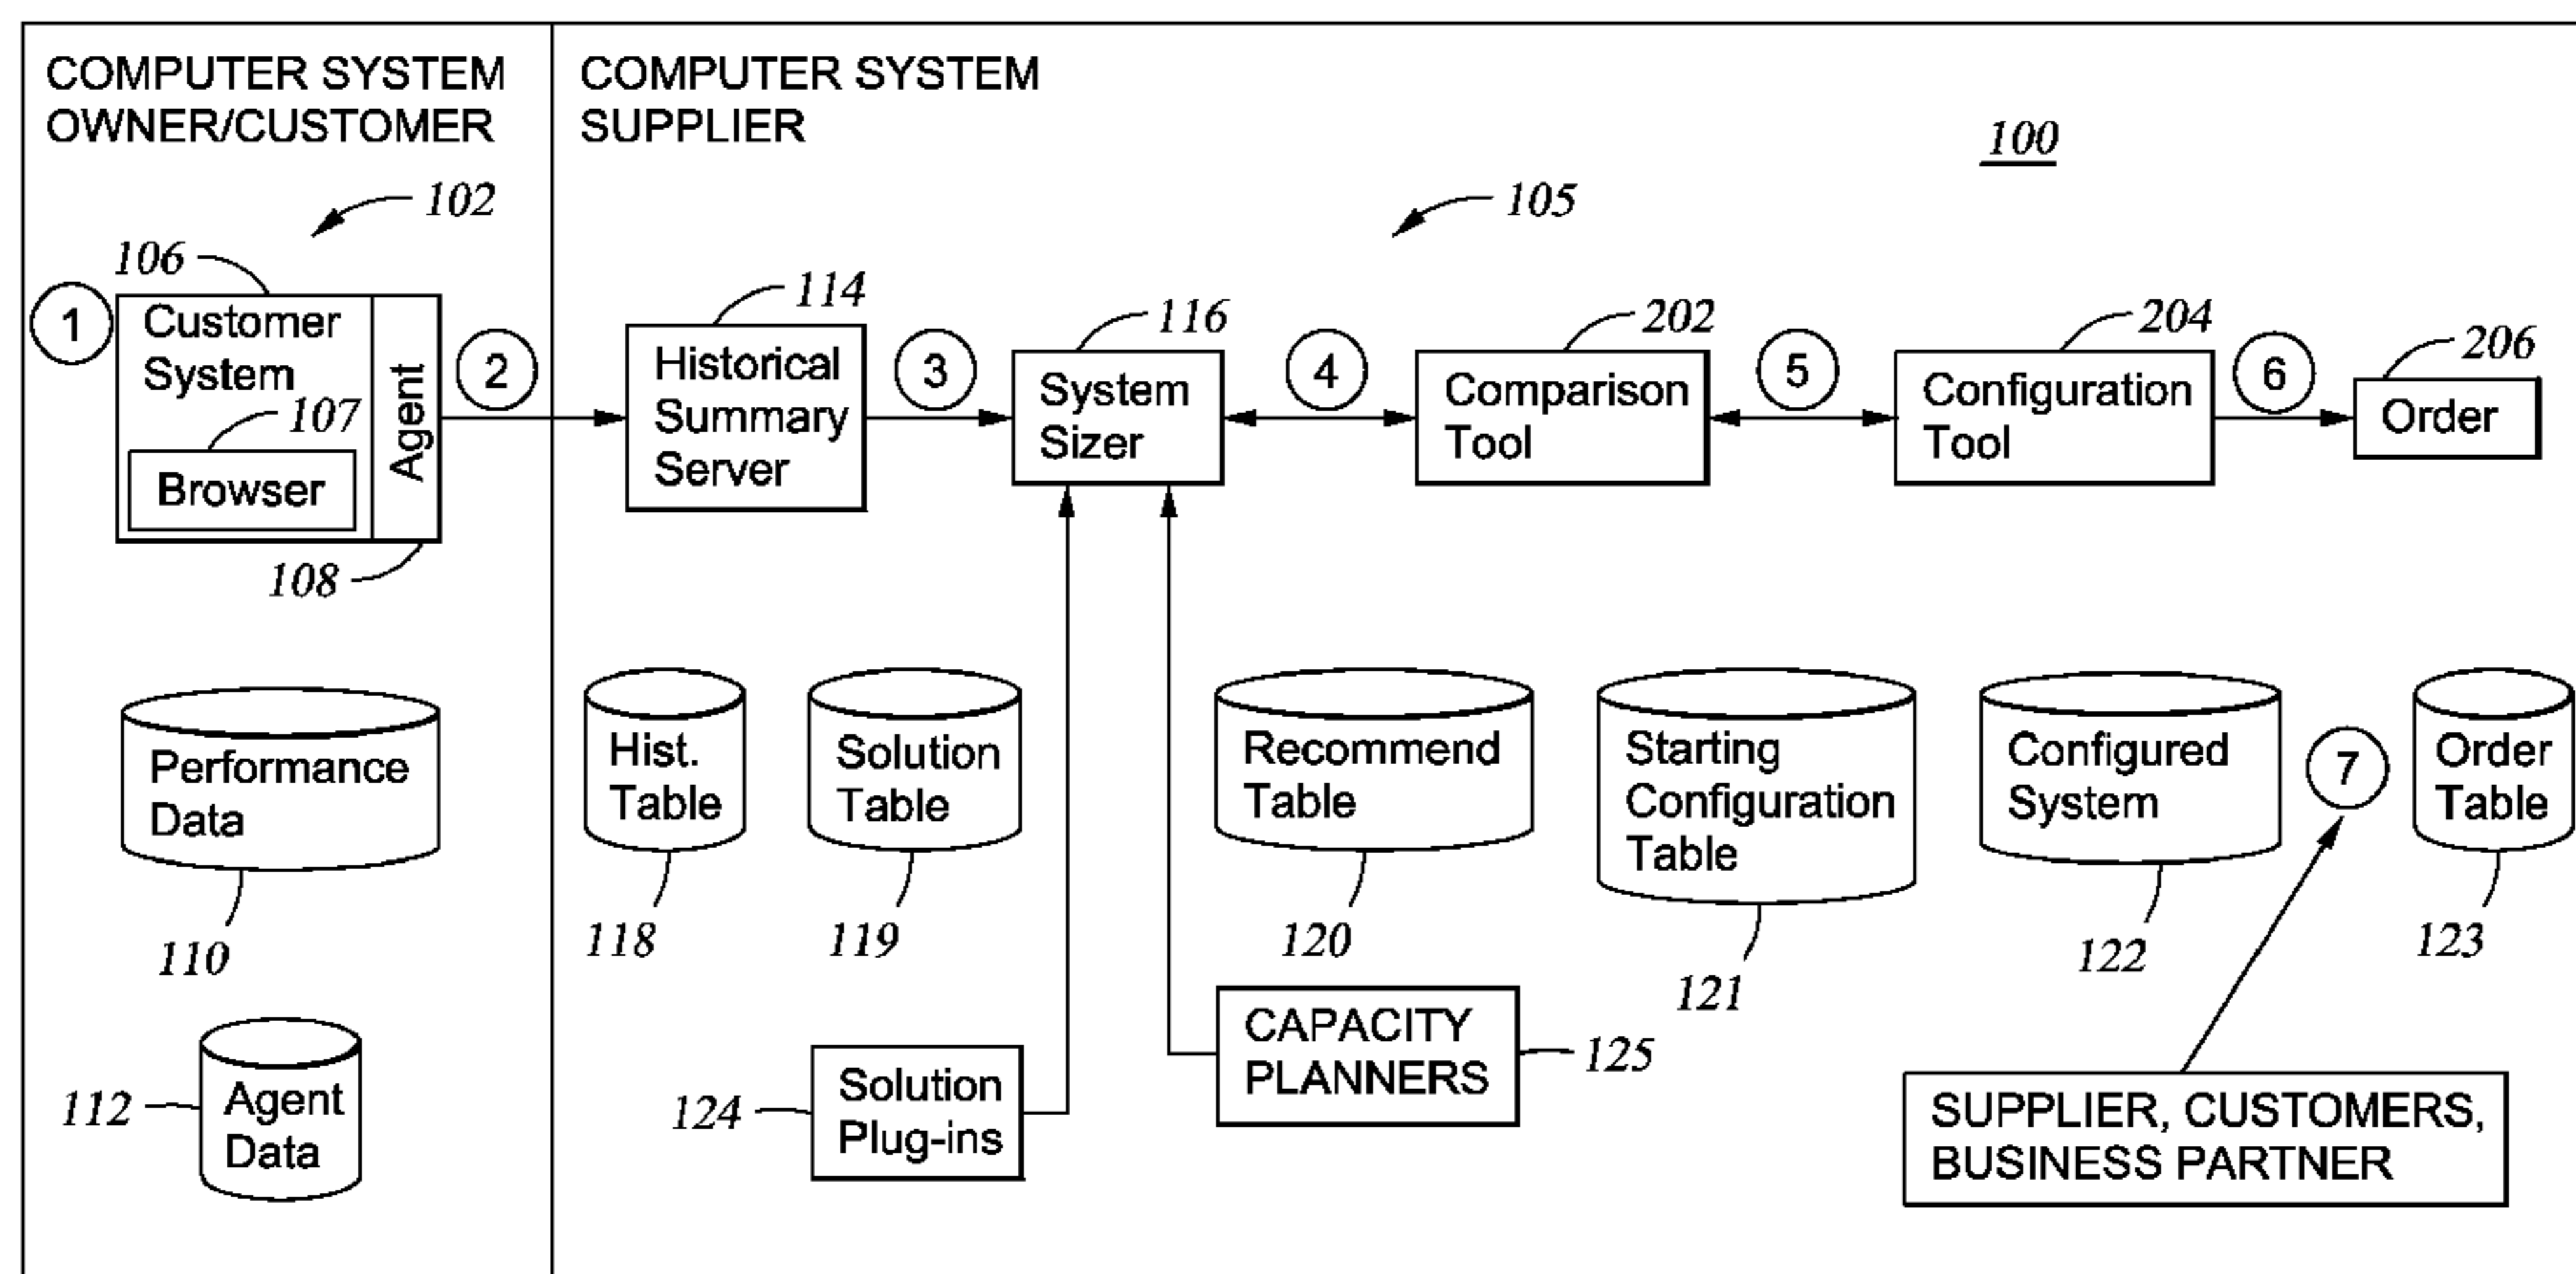 COMPUTER SYSTEM
OWNER/CUSTOMER
COMPUTER SYSTEM
SUPPLIER
100
102
105
106
1
Customer
System
107
Browser
Agent
108
2
114
Historical
Summary
Server
3
116
System
Sizer
4
202
Comparison
Tool
5
204
Configuration
Tool
6
206
Order
Performance
Data
110
Agent
Data
112
Hist.
Table
118
Solution
Table
119
Recommend
Table
120
Starting
Configuration
Table
121
Configured
System
122
7
Order
Table
123
Solution
Plug-ins
124
CAPACITY
PLANNERS
125
SUPPLIER, CUSTOMERS,
BUSINESS PARTNER